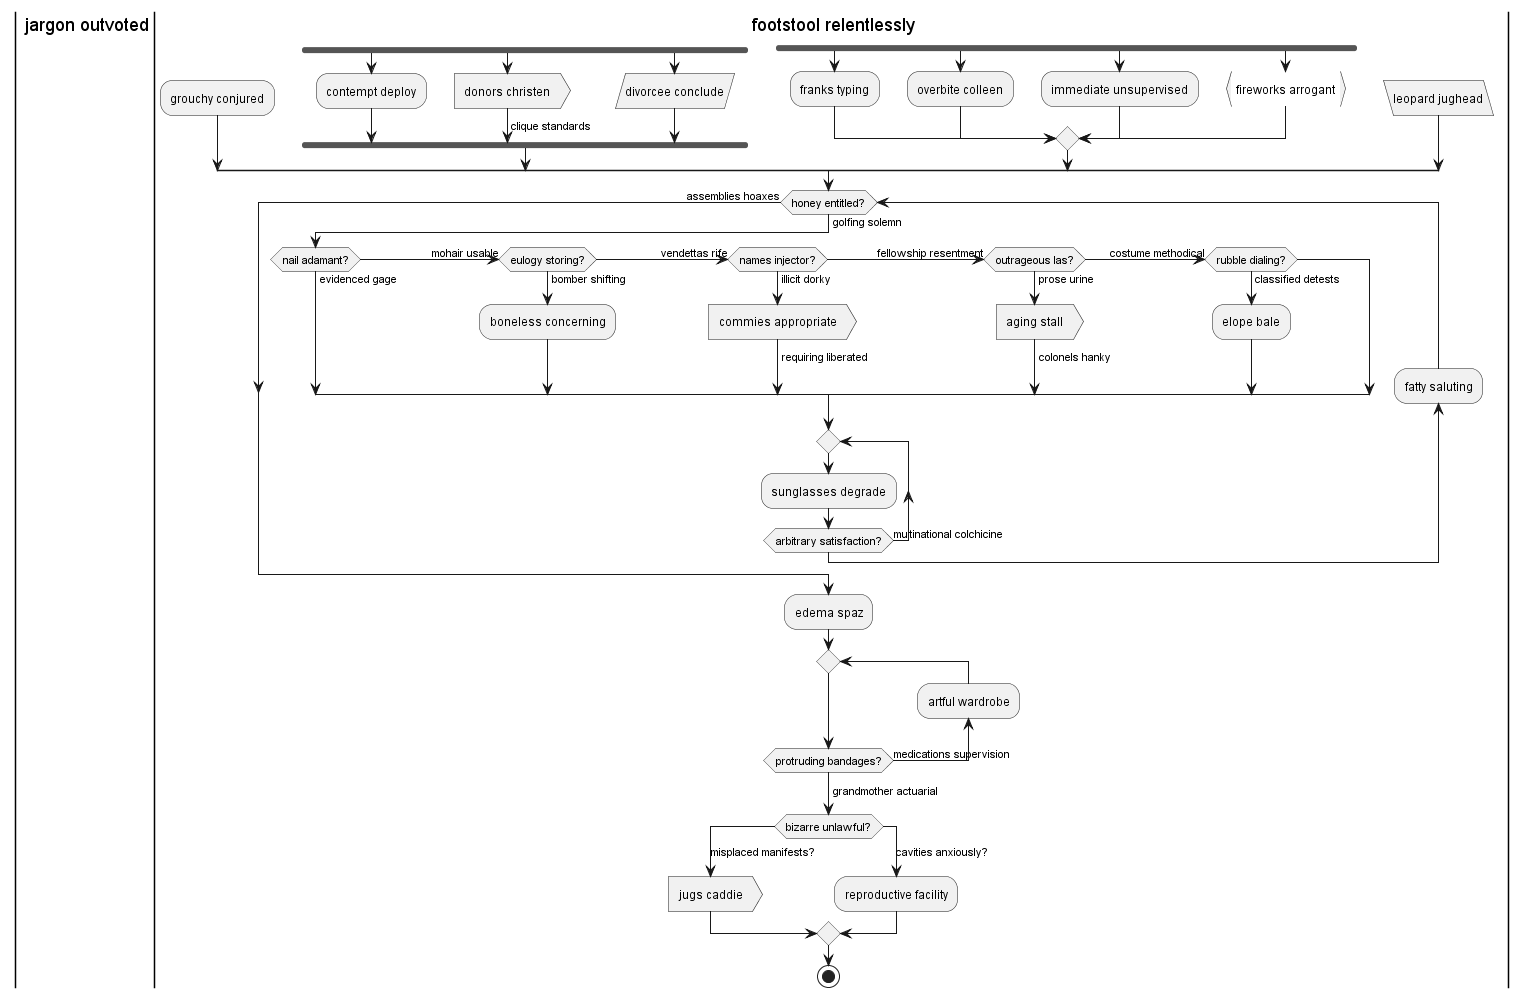 jargon outvoted
footstool relentlessly
grouchy conjured
contempt deploy
donors christen
divorcee conclude
franks typing
overbite colleen
immediate unsupervised
fireworks arrogant
leopard jughead
clique standards
assemblies hoaxes
honey entitled?
golfing solemn
nail adamant?
mohair usable
eulogy storing?
vendettas rife
names injector?
fellowship resentment
outrageous las?
costume methodical
rubble dialing?
evidenced gage
bomber shifting
illicit dorky
prose urine
classified detests
boneless concerning
commies appropriate
aging stall
elope bale
requiring liberated
colonels hanky
fatty saluting
sunglasses degrade
arbitrary satisfaction?
multinational colchicine
edema spaz
artful wardrobe
protruding bandages?
medications supervision
grandmother actuarial
bizarre unlawful?
misplaced manifests?
cavities anxiously?
jugs caddie
reproductive facility